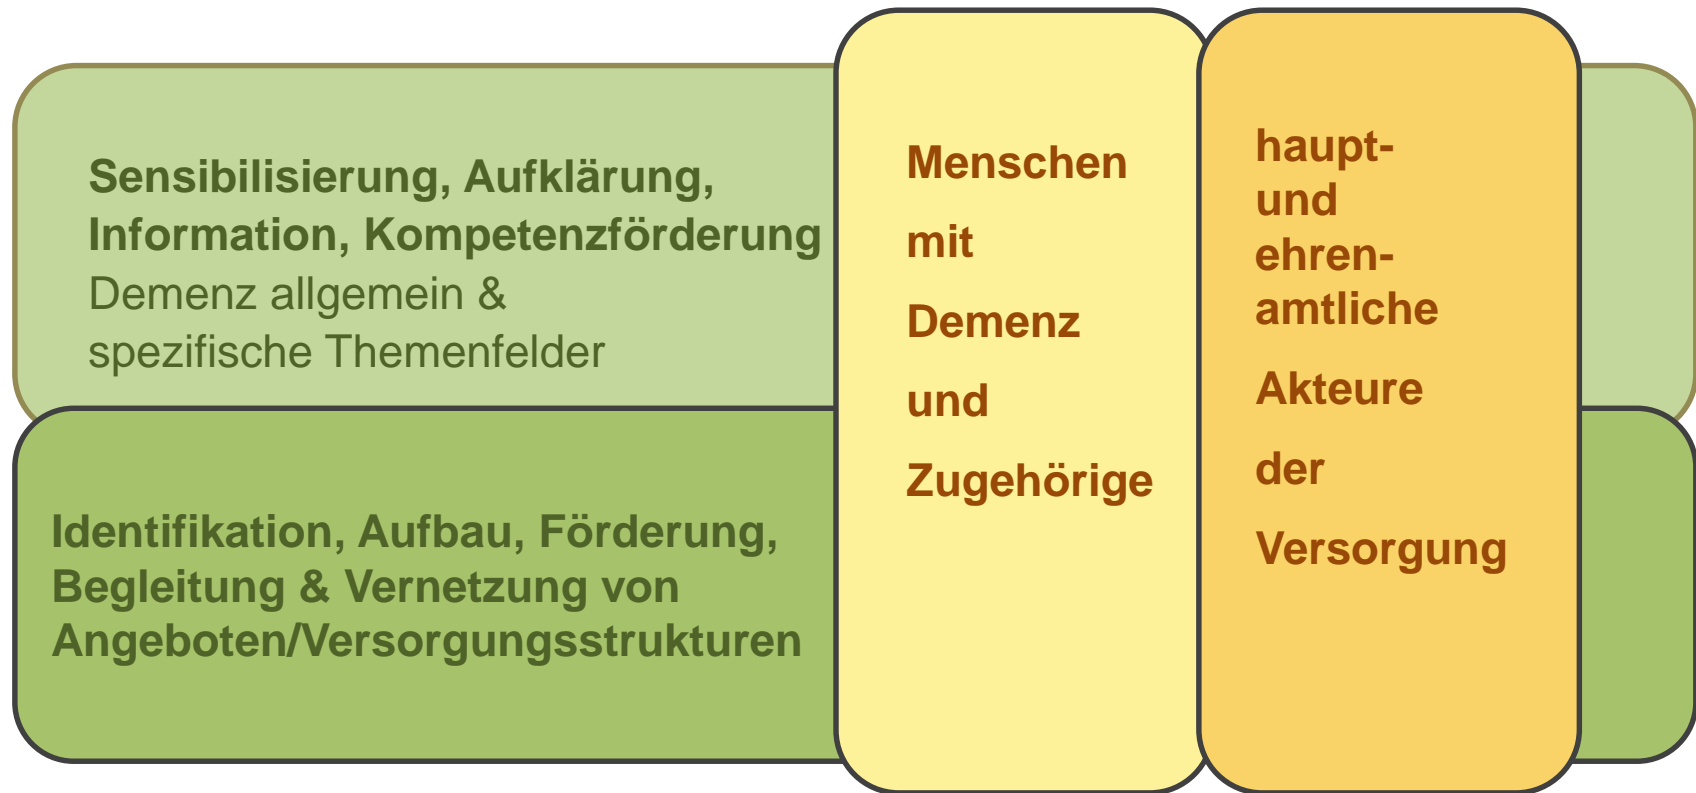 Sensibilisierung, Aufklärung,
Information, Kompetenzförderung
Demenz allgemein &
spezifische Themenfelder
Identifikation, Aufbau, Förderung,
Begleitung & Vernetzung von
Angeboten/Versorgungsstrukturen
Menschen
mit
Demenz
und
Zugehörige
haupt-
und
ehren-
amtliche
Akteure
der
Versorgung